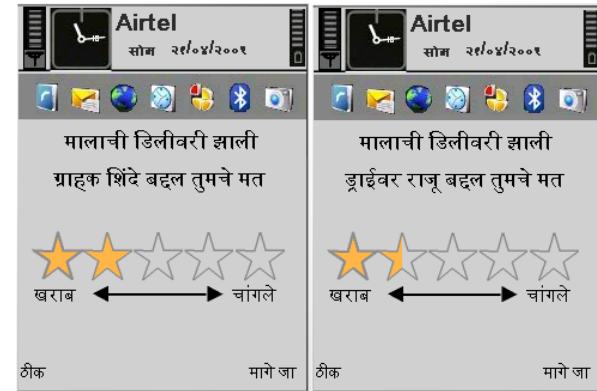 Airtel
सोम २१/०४/२००९
मालाची डिलीवरी झाली
ग्राहक शिंदे बद्दल तुमचे मत
खराब चांगले
ठीक मागे जा
Airtel
सोम २१/०४/२००९
मालाची डिलीवरी झाली
ड्राईवर राजू बद्दल तुमचे मत
खराब चांगले
ठीक मागे जा